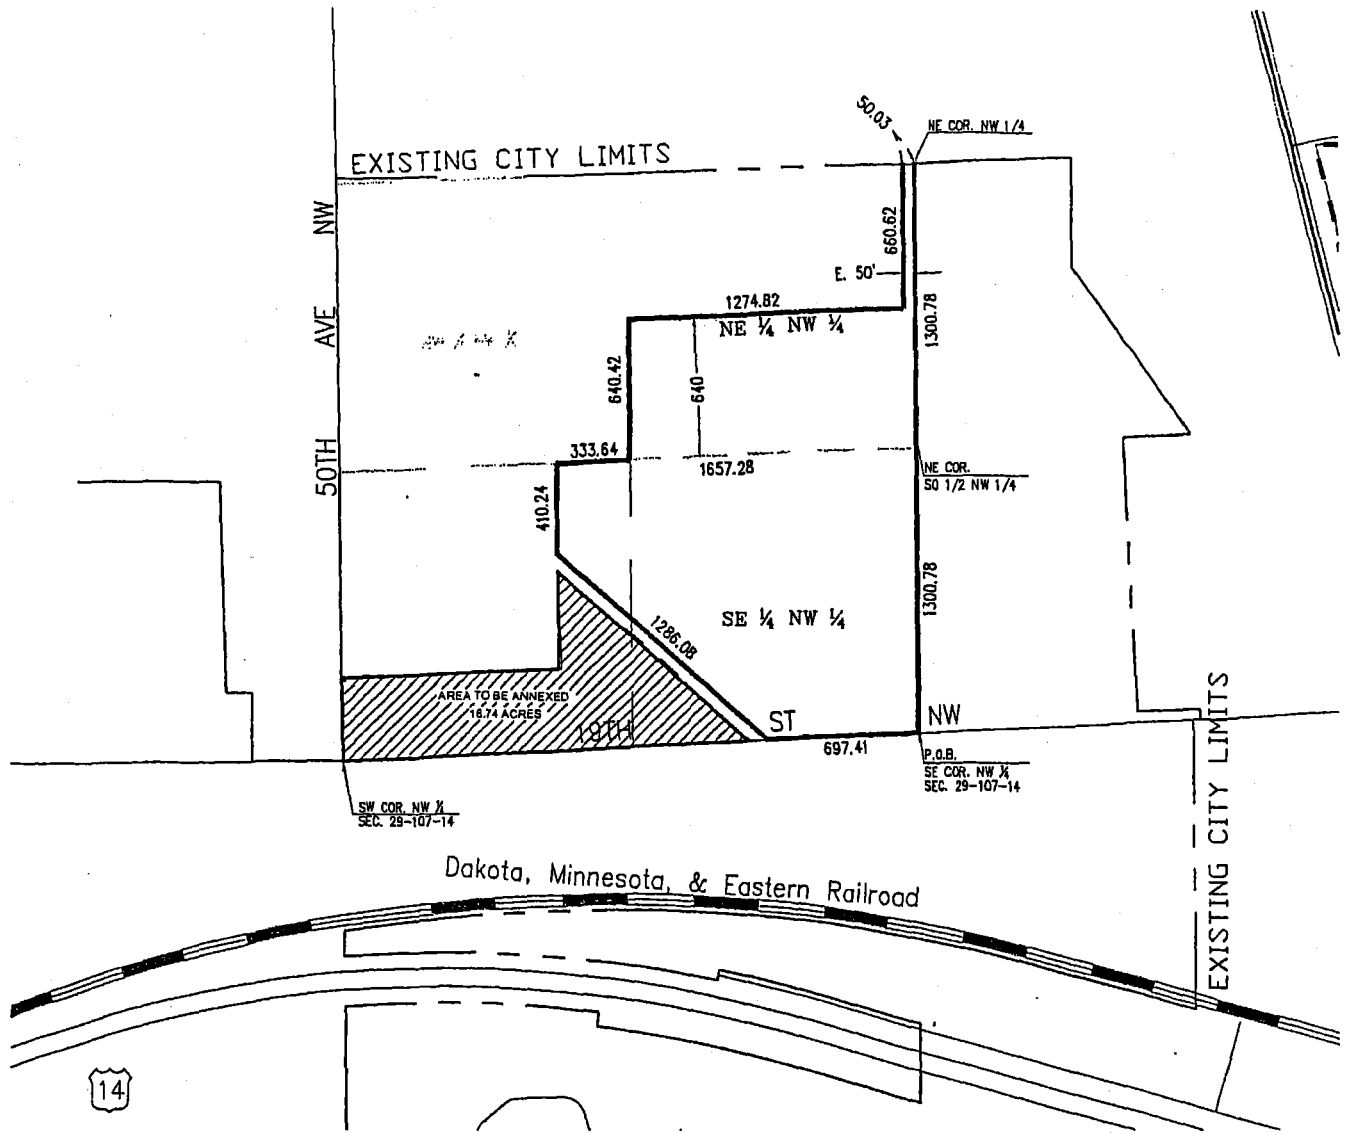 50.03
NE COR. NW 1/4
EXISTING CITY LIMITS
50TH AVE NW
660.62
E. 50'
1274.82
NE ¼ NW ¼
1300.78
640.42
640
333.64
1657.28
NE COR.
SO 1/2 NW 1/4
410.24
1286.08
SE ¼ NW ¼
1300.78
AREA TO BE ANNEXED
16.74 ACRES
19TH ST NW
697.41
P.O.B.
SE COR. NW ¼
SEC. 29-107-14
SW COR. NW ¼
SEC. 29-107-14
EXISTING CITY LIMITS
Dakota, Minnesota, & Eastern Railroad
14